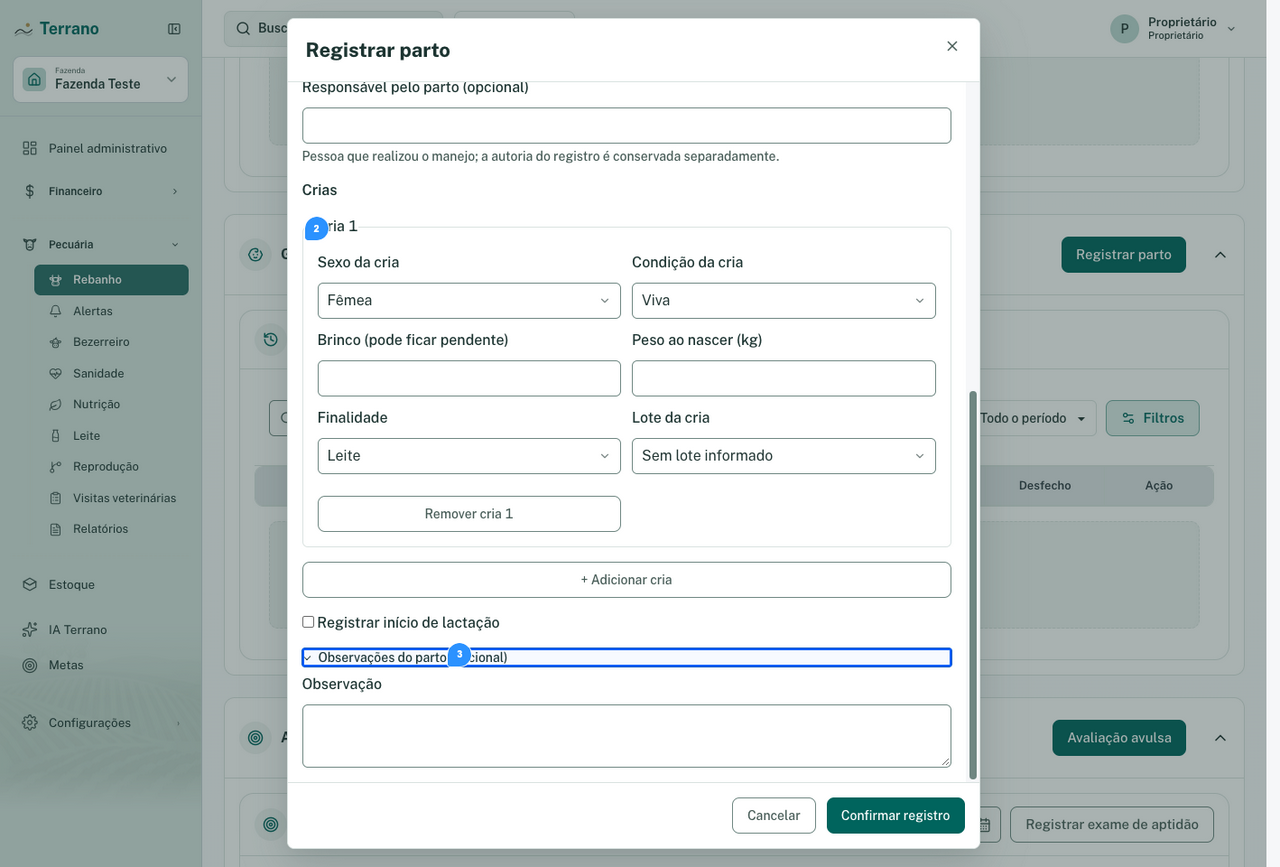 Terrano
Busc
P
Proprietário
Proprietário
Fazenda
Fazenda Teste
Painel administrativo
$ Financeiro
Pecuária
Rebanho
Alertas
Bezerreiro
Sanidade
Nutrição
Leite
Reprodução
Visitas veterinárias
Relatórios
Estoque
IA Terrano
Metas
Configurações
Registrar parto
Responsável pelo parto (opcional)
Pessoa que realizou o manejo; a autoria do registro é conservada separadamente.
Crias
2
ria 1
Sexo da cria
Condição da cria
Fêmea
Viva
Brinco (pode ficar pendente)
Peso ao nascer (kg)
Finalidade
Lote da cria
Leite
Sem lote informado
Remover cria 1
+ Adicionar cria
Registrar início de lactação
Observações do parto
3
cional)
Observação
Cancelar
Confirmar registro
Registrar parto
Todo o período
Filtros
Desfecho
Ação
Avaliação avulsa
Registrar exame de aptidão